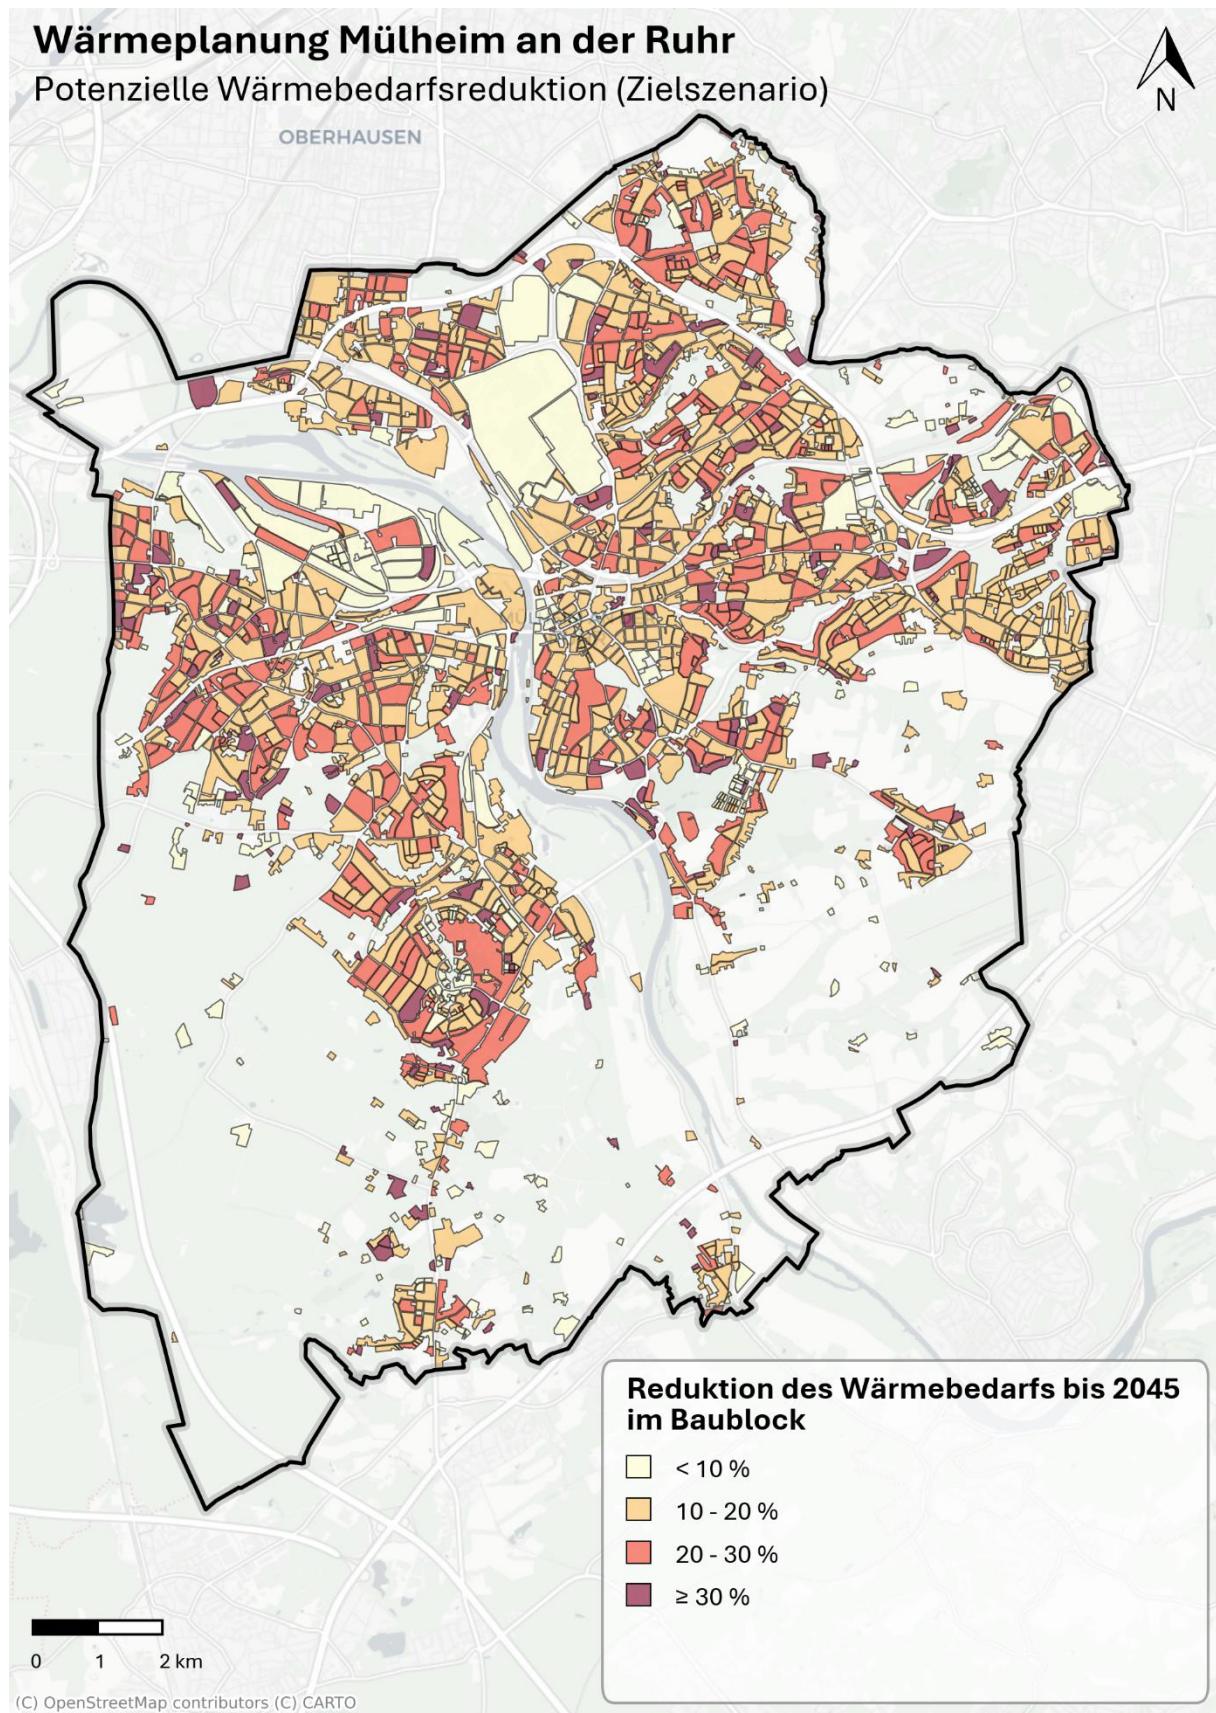 Wärmeplanung Mülheim an der Ruhr
Potenzielle Wärmebedarfsreduktion (Zielszenario)
N
OBERHAUSEN
Reduktion des Wärmebedarfs bis 2045
im Baublock
< 10 %
10 - 20 %
20 - 30 %
≥ 30 %
0 1 2 km
(C) OpenStreetMap contributors (C) CARTO